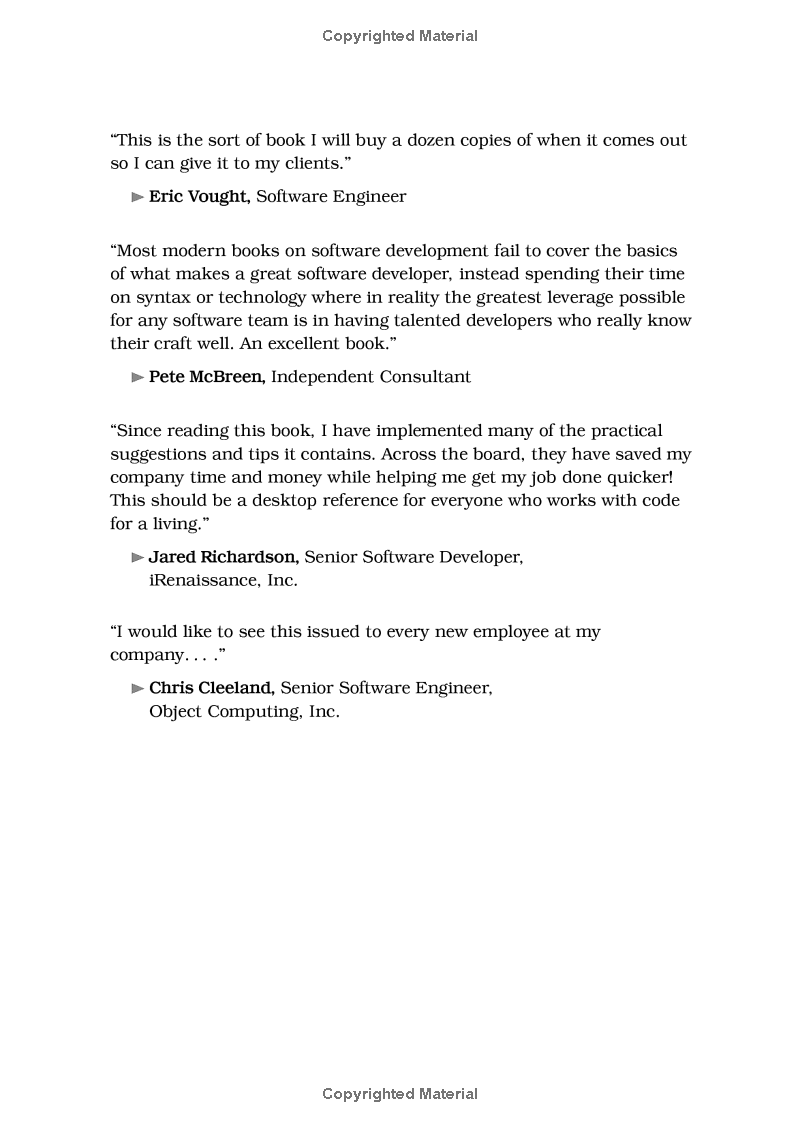 Copyrighted Material
“This is the sort of book I will buy a dozen copies of when it comes out
so I can give it to my clients.”
► Eric Vought, Software Engineer
“Most modern books on software development fail to cover the basics
of what makes a great software developer, instead spending their time
on syntax or technology where in reality the greatest leverage possible
for any software team is in having talented developers who really know
their craft well. An excellent book.”
► Pete McBreen, Independent Consultant
“Since reading this book, I have implemented many of the practical
suggestions and tips it contains. Across the board, they have saved my
company time and money while helping me get my job done quicker!
This should be a desktop reference for everyone who works with code
for a living.”
► Jared Richardson, Senior Software Developer,
iRenaissance, Inc.
“I would like to see this issued to every new employee at my
company. . . .”
► Chris Cleeland, Senior Software Engineer,
Object Computing, Inc.
Copyrighted Material